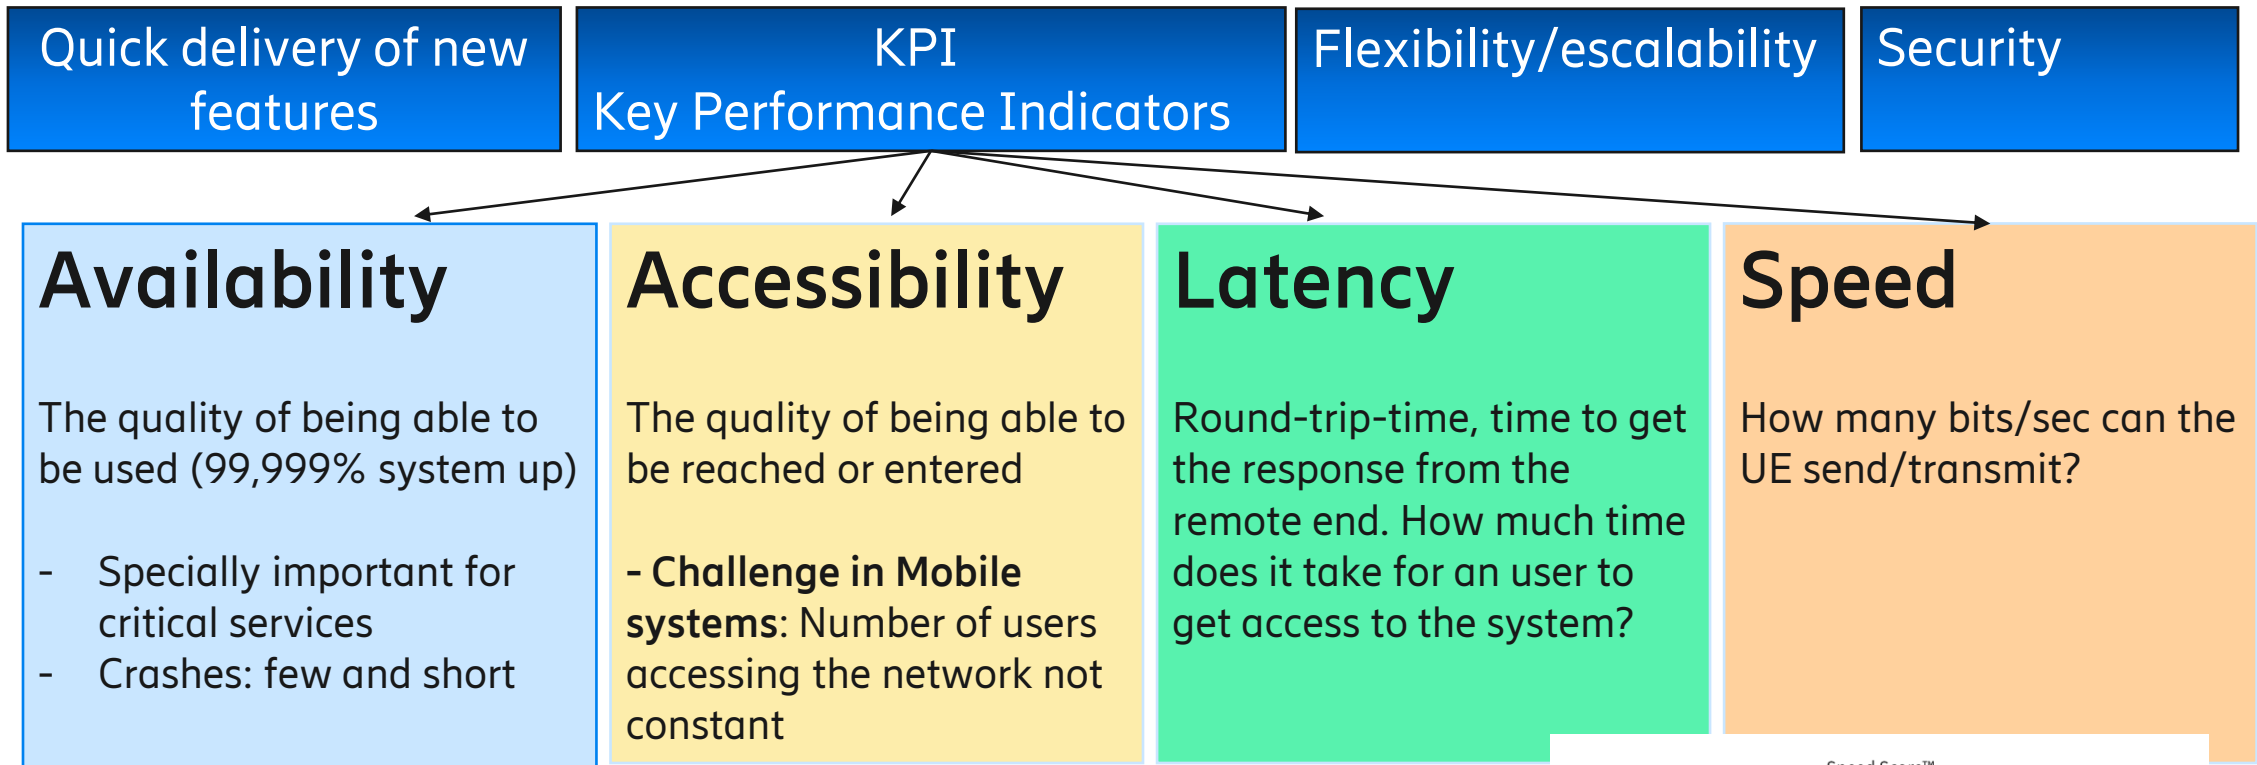 Quick delivery of new
features
KPI
Key Performance Indicators
Flexibility/escalability
Security
Availability
The quality of being able to
be used (99,999% system up)
- Specially important for
critical services
- Crashes: few and short
Accessibility
The quality of being able to
be reached or entered
- Challenge in Mobile
systems: Number of users
accessing the network not
constant
Latency
Round-trip-time, time to get
the response from the
remote end. How much time
does it take for an user to
get access to the system?
Speed
How many bits/sec can the
UE send/transmit?
Speed Score™